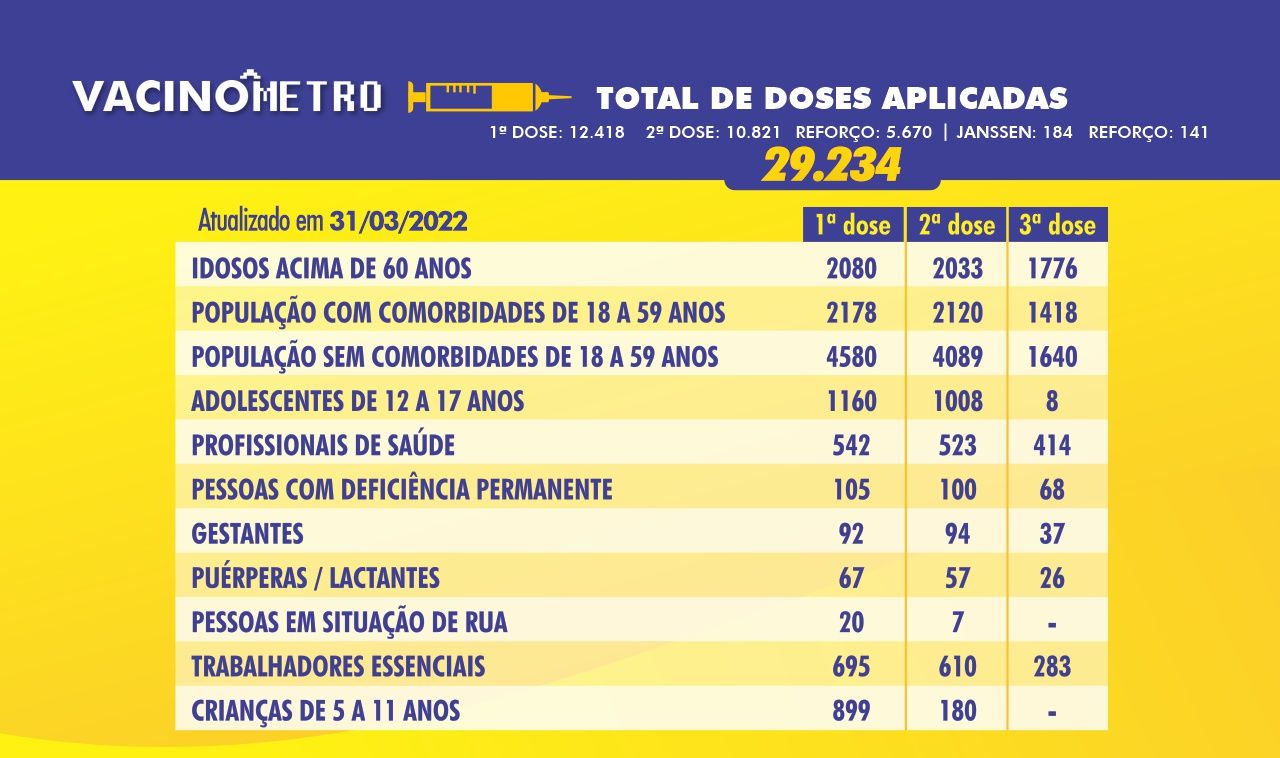 VACINÔMETRO TOTAL DE DOSES APLICADAS
1ª DOSE: 12.418 2ª DOSE: 10.821 REFORÇO: 5.670 | JANSSEN: 184 REFORÇO: 141
29.234
Atualizado em 31/03/2022 1ª dose 2ª dose 3ª dose
IDOSOS ACIMA DE 60 ANOS 2080 2033 1776
POPULAÇÃO COM COMORBIDADES DE 18 A 59 ANOS 2178 2120 1418
POPULAÇÃO SEM COMORBIDADES DE 18 A 59 ANOS 4580 4089 1640
ADOLESCENTES DE 12 A 17 ANOS 1160 1008 8
PROFISSIONAIS DE SAÚDE 542 523 414
PESSOAS COM DEFICIÊNCIA PERMANENTE 105 100 68
GESTANTES 92 94 37
PUÉRPERAS / LACTANTES 67 57 26
PESSOAS EM SITUAÇÃO DE RUA 20 7 -
TRABALHADORES ESSENCIAIS 695 610 283
CRIANÇAS DE 5 A 11 ANOS 899 180 -